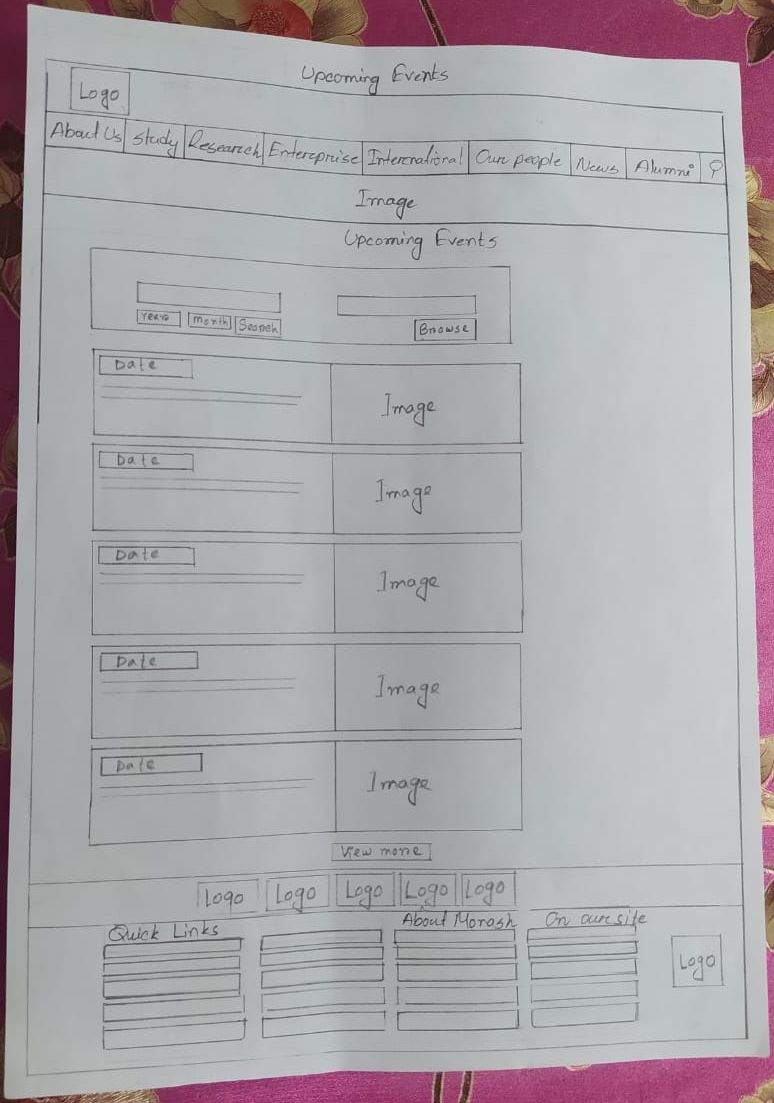 Upcoming Events
Logo
About Us Study Research Enterprise International Our people News Alumni
Image
Upcoming Events
Years Month Search Browse
Date
Image
Date
Image
Date
Image
Date
Image
Date
Image
View more
Logo Logo Logo Logo Logo
Quick Links About Morash On our site
Logo